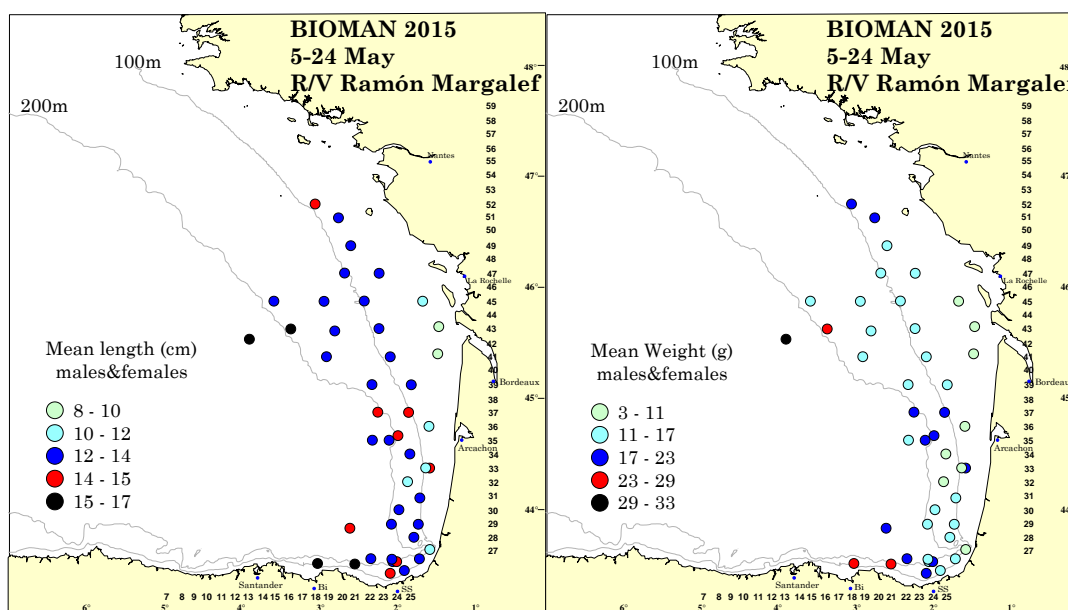 BIOMAN 2015
5-24 May
R/V Ramón Margalef
100m
200m
48°
59
58
57
56
55
54
53
52
51
49
47
46
45
43
42
40
39
37
36
35
34
33
32
31
30
29
28
27
47°
46°
45°
44°
Nantes
La Rochelle
Bordeaux
Arcachon
Mean length (cm)
males&females
8 - 10
10 - 12
12 - 14
14 - 15
15 - 17
Santander
Bi
SS
7 8 9 10 11 12 13 14 15 16 17 18 19 20 21 22 23 24 25
6° 5° 4° 3° 2° 1°
BIOMAN 2015
5-24 May
R/V Ramón Margalef
100m
200m
48°
59
58
57
56
55
54
53
52
51
49
47
46
45
43
42
40
39
37
36
35
34
33
32
31
30
29
28
27
47°
46°
45°
44°
Nantes
La Rochelle
Bordeaux
Arcachon
Mean Weight (g)
males&females
3 - 11
11 - 17
17 - 23
23 - 29
29 - 33
Santander
Bi
SS
7 8 9 10 11 12 13 14 15 16 17 18 19 20 21 22 23 24 25
6° 5° 4° 3° 2° 1°